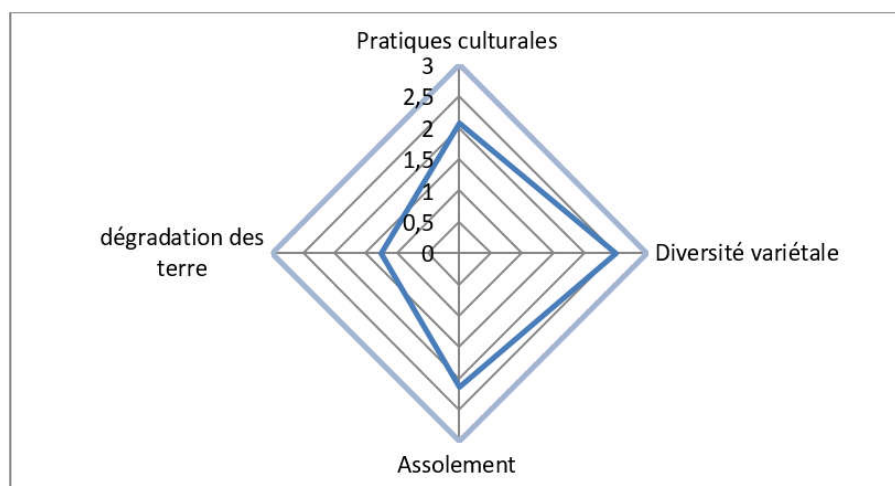 Pratiques culturales
3
2,5
2
1,5
1
0,5
0
Diversité variétale
dégradation des
terre
Assolement